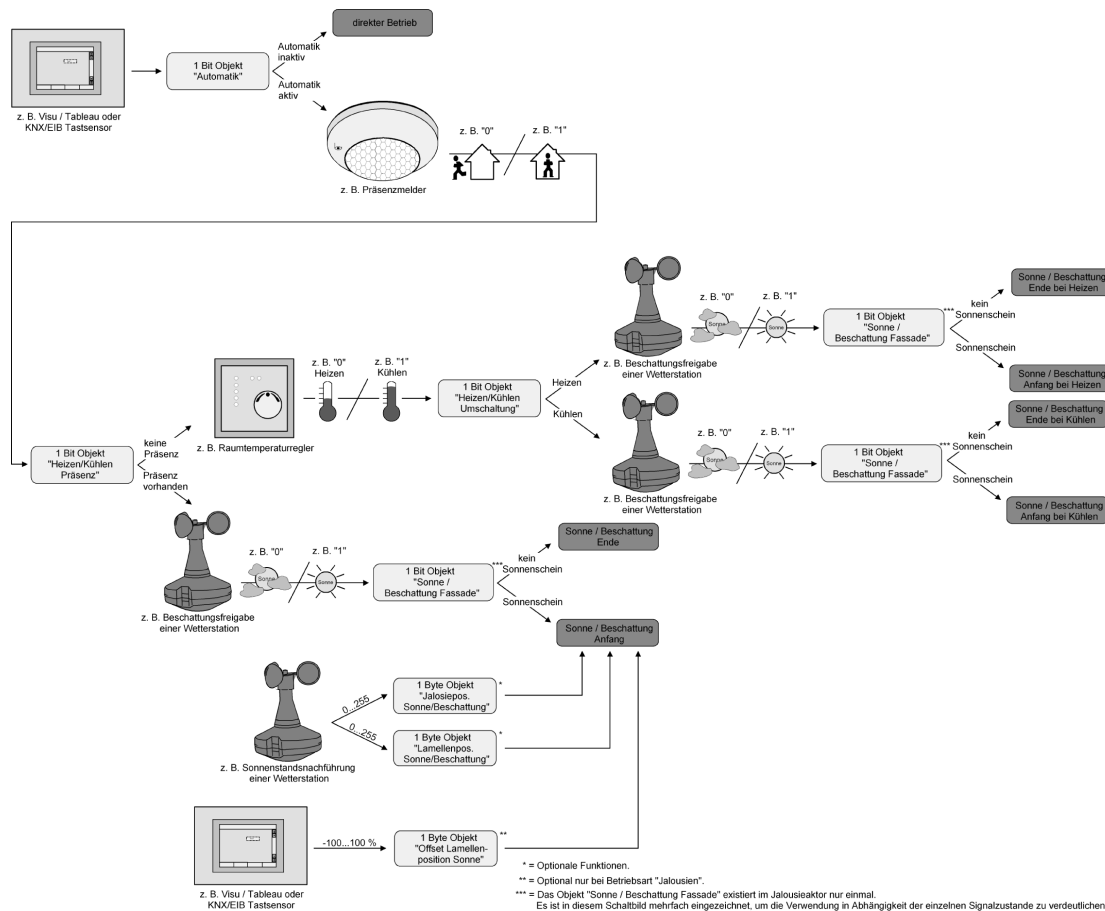 direkter Betrieb
Automatik
inaktiv
1 Bit Objekt
"Automatik"
Automatik
aktiv
z. B. Visu / Tableau oder
KNX/EIB Tastsensor
z. B. "0"
z. B. "1"
z. B. Präsenzmelder
Sonne / Beschattung
Ende bei Heizen
z. B. "0"
z. B. "1"
Sonne
Sonne
1 Bit Objekt
"Sonne /
Beschattung Fassade"
***
kein
Sonnenschein
Sonnenschein
z. B. Beschattungsfreigabe
einer Wetterstation
Sonne / Beschattung
Anfang bei Heizen
z. B. "0"
Heizen
z. B. "1"
Kühlen
1 Bit Objekt
"Heizen/Kühlen
Umschaltung"
Heizen
Kühlen
z. B. Raumtemperaturregler
Sonne / Beschattung
Ende bei Kühlen
z. B. "0"
z. B. "1"
Sonne
Sonne
1 Bit Objekt
"Sonne /
Beschattung Fassade"
***
kein
Sonnenschein
Sonnenschein
z. B. Beschattungsfreigabe
einer Wetterstation
Sonne / Beschattung
Anfang bei Kühlen
1 Bit Objekt
"Heizen/Kühlen
Präsenz"
keine
Präsenz
Präsenz
vorhanden
z. B. "0"
z. B. "1"
Sonne
Sonne
1 Bit Objekt
"Sonne /
Beschattung Fassade"
***
kein
Sonnenschein
Sonnenschein
Sonne / Beschattung
Ende
z. B. Beschattungsfreigabe
einer Wetterstation
Sonne / Beschattung
Anfang
0...255
1 Byte Objekt
"Jalosiepos.
Sonne/Beschattung"
*
0...255
1 Byte Objekt
"Lamellenpos.
Sonne/Beschattung"
*
z. B. Sonnenstandsnachführung
einer Wetterstation
-100...100 %
1 Byte Objekt
"Offset Lamellen-
position Sonne"
**
z. B. Visu / Tableau oder
KNX/EIB Tastsensor
* = Optionale Funktionen.
** = Optional nur bei Betriebsart "Jalousien".
*** = Das Objekt "Sonne / Beschattung Fassade" existiert im Jalousieaktor nur einmal.
Es ist in diesem Schaltbild mehrfach eingezeichnet, um die Verwendung in Abhängigkeit der einzelnen Signalzustande zu verdeutlichen